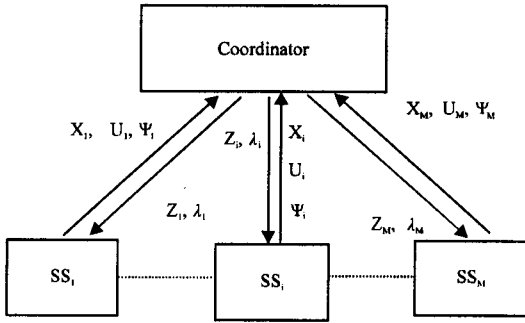 Coordinator
X₁, U₁, Ψ₁
Z₁, λ₁
Zᵢ, λᵢ
Xᵢ
Uᵢ
Ψᵢ
X_M, U_M, Ψ_M
Z_M, λ_M
SS₁
SSᵢ
SS_M